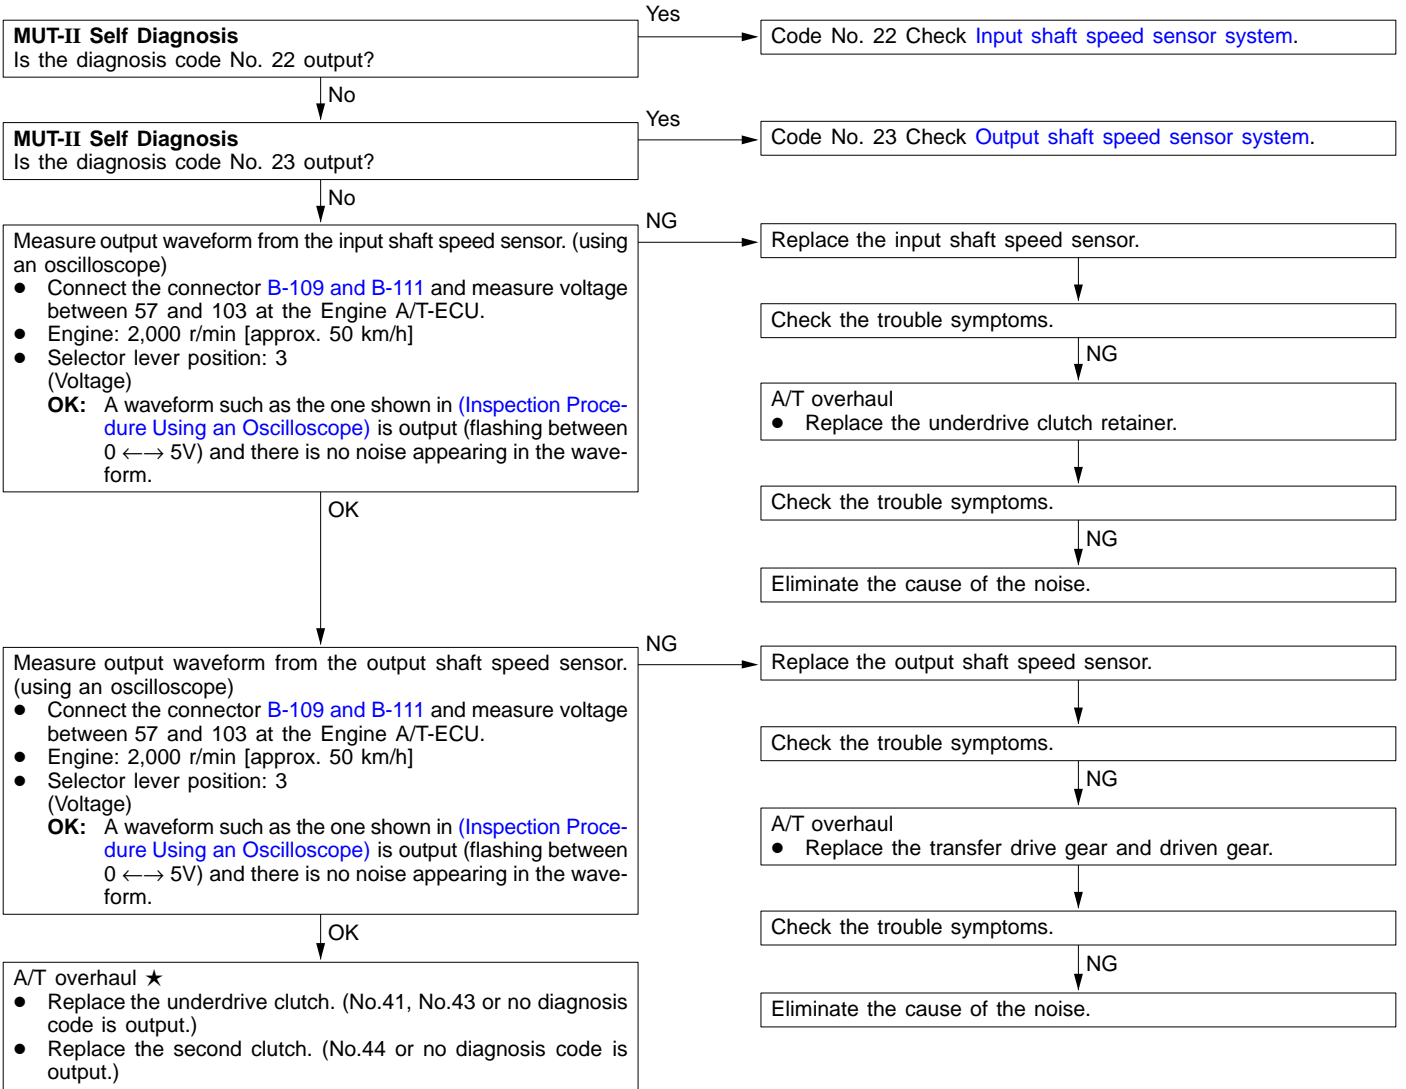 MUT-II Self Diagnosis
Is the diagnosis code No. 22 output?
Yes
Code No. 22 Check Input shaft speed sensor system.
No
MUT-II Self Diagnosis
Is the diagnosis code No. 23 output?
Yes
Code No. 23 Check Output shaft speed sensor system.
No
Measure output waveform from the input shaft speed sensor. (using
an oscilloscope)
● Connect the connector B-109 and B-111 and measure voltage
between 57 and 103 at the Engine A/T-ECU.
● Engine: 2,000 r/min [approx. 50 km/h]
● Selector lever position: 3
(Voltage)
OK: A waveform such as the one shown in (Inspection Proce-
dure Using an Oscilloscope) is output (flashing between
0 ←→ 5V) and there is no noise appearing in the wave-
form.
NG
Replace the input shaft speed sensor.
Check the trouble symptoms.
NG
A/T overhaul
● Replace the underdrive clutch retainer.
Check the trouble symptoms.
NG
Eliminate the cause of the noise.
OK
Measure output waveform from the output shaft speed sensor.
(using an oscilloscope)
● Connect the connector B-109 and B-111 and measure voltage
between 57 and 103 at the Engine A/T-ECU.
● Engine: 2,000 r/min [approx. 50 km/h]
● Selector lever position: 3
(Voltage)
OK: A waveform such as the one shown in (Inspection Proce-
dure Using an Oscilloscope) is output (flashing between
0 ←→ 5V) and there is no noise appearing in the wave-
form.
NG
Replace the output shaft speed sensor.
Check the trouble symptoms.
NG
A/T overhaul
● Replace the transfer drive gear and driven gear.
Check the trouble symptoms.
NG
Eliminate the cause of the noise.
OK
A/T overhaul ★
● Replace the underdrive clutch. (No.41, No.43 or no diagnosis
code is output.)
● Replace the second clutch. (No.44 or no diagnosis code is
output.)